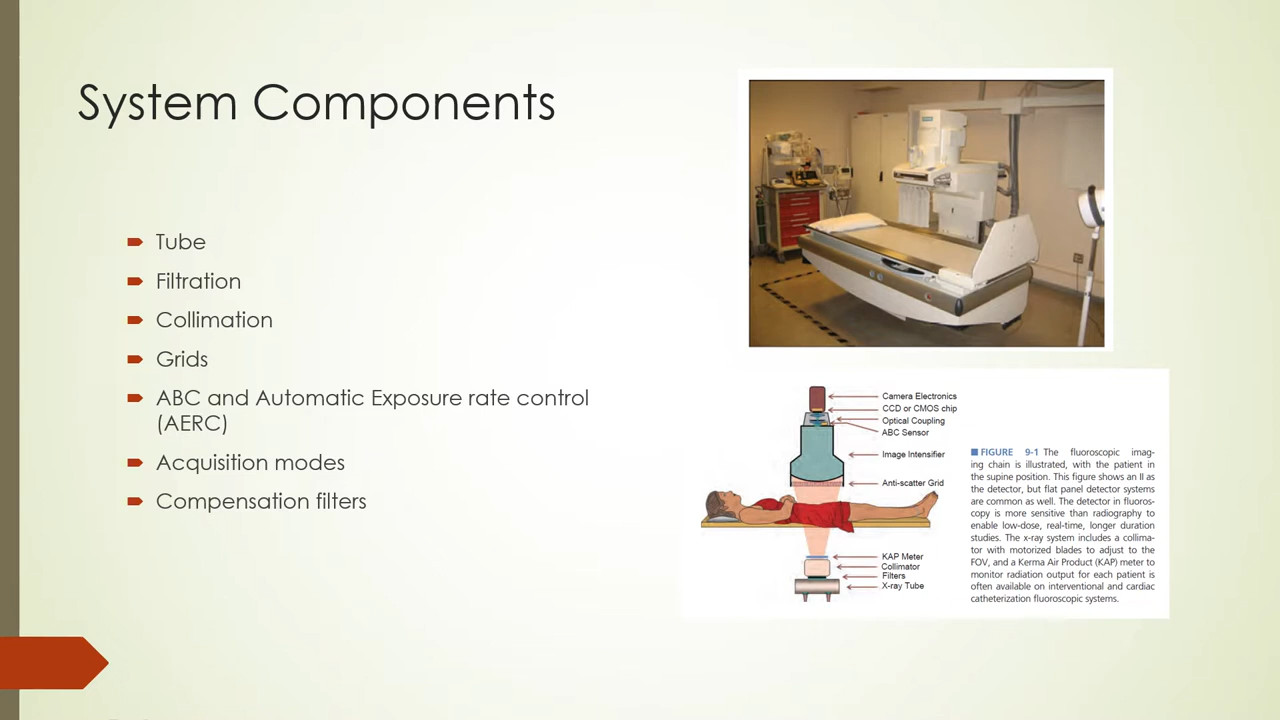 System Components
Tube
Filtration
Collimation
Grids
ABC and Automatic Exposure rate control
(AERC)
Acquisition modes
Compensation filters
Camera Electronics
CCD or CMOS chip
Optical Coupling
ABC Sensor
Image Intensifier
Anti-scatter Grid
KAP Meter
Collimator
Filters
X-ray Tube
FIGURE 9-1 The fluoroscopic imag-
ing chain is illustrated, with the patient in
the supine position. This figure shows an II as
the detector, but flat panel detector systems
are common as well. The detector in fluoros-
copy is more sensitive than radiography to
enable low-dose, real-time, longer duration
studies. The x-ray system includes a collima-
tor with motorized blades to adjust to the
FOV, and a Kerma Air Product (KAP) meter to
monitor radiation output for each patient is
often available on interventional and cardiac
catheterization fluoroscopic systems.